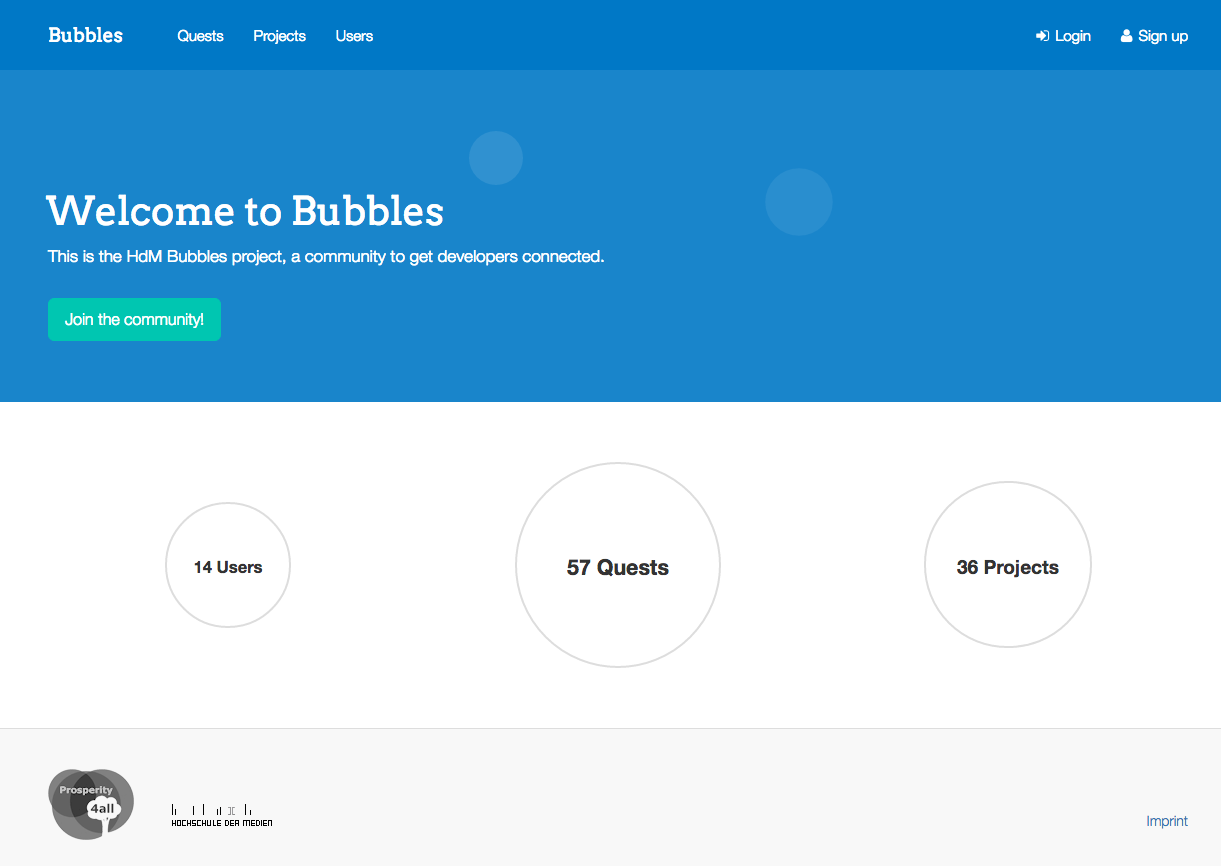 Bubbles Quests Projects Users Login Sign up
Welcome to Bubbles
This is the HdM Bubbles project, a community to get developers connected.
Join the community!
14 Users
57 Quests
36 Projects
Prosperity
4all
HOCHSCHULE DER MEDIEN
Imprint